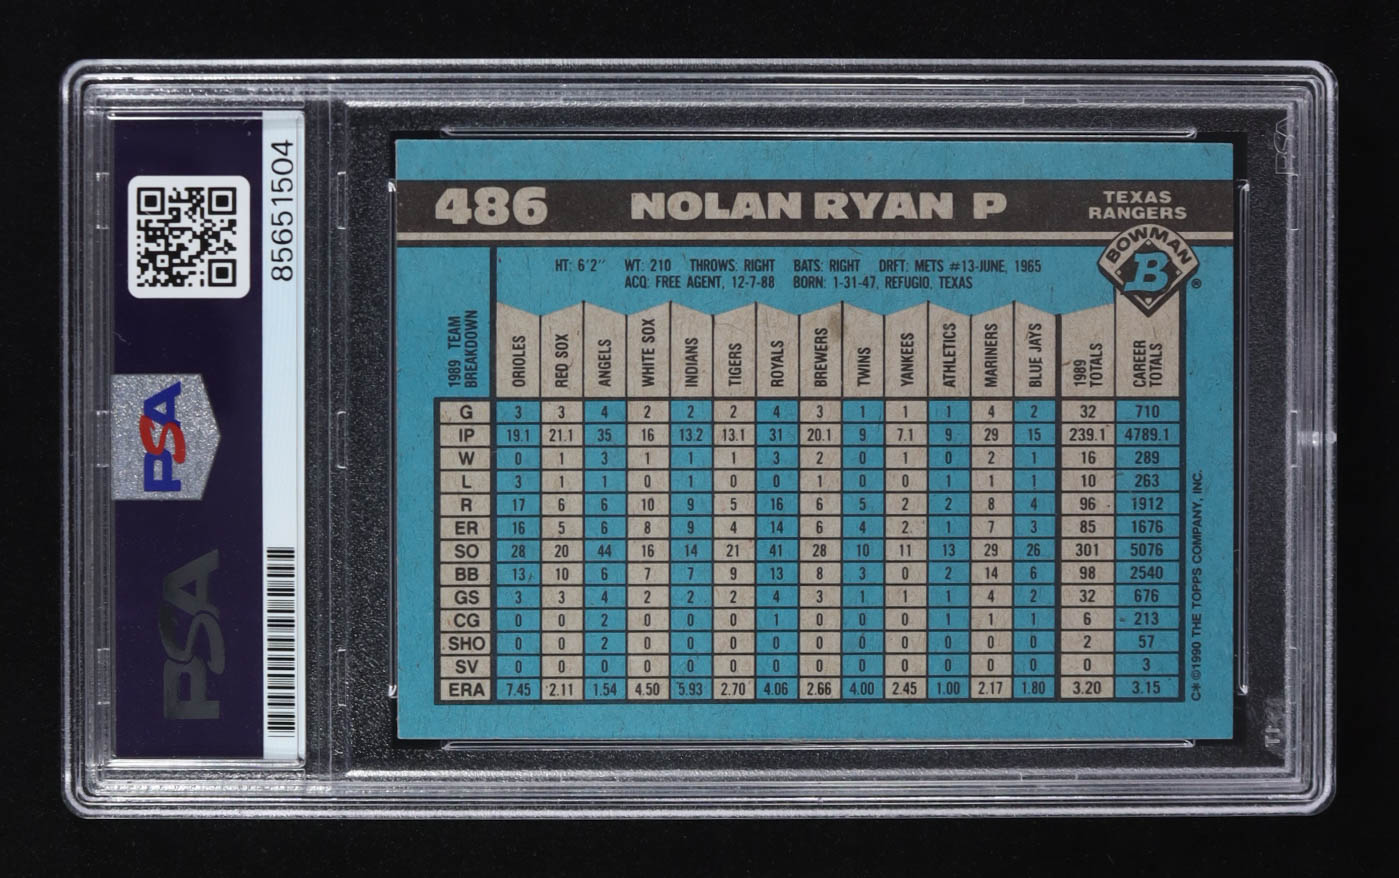 85651504
PSA
PSA
486 NOLAN RYAN P TEXAS RANGERS
BOWMAN
B ®
HT: 6'2" WT: 210 THROWS: RIGHT BATS: RIGHT DRFT: METS #13-JUNE, 1965
ACQ: FREE AGENT, 12-7-88 BORN: 1-31-47, REFUGIO, TEXAS
1989 TEAM BREAKDOWN ORIOLES RED SOX ANGELS WHITE SOX INDIANS TIGERS ROYALS BREWERS TWINS YANKEES ATHLETICS MARINERS BLUE JAYS 1989 TOTALS CAREER TOTALS
G 3 3 4 2 2 2 4 3 1 1 1 4 2 32 710
IP 19.1 21.1 35 16 13.2 13.1 31 20.1 9 7.1 9 29 15 239.1 4789.1
W 0 1 3 1 1 1 3 2 0 1 0 2 1 16 289
L 3 1 1 0 1 0 0 1 0 0 1 1 1 10 263
R 17 6 6 10 9 5 16 6 5 2 2 8 4 96 1912
ER 16 5 6 8 9 4 14 6 4 2 1 7 3 85 1676
SO 28 20 44 16 14 21 41 28 10 11 13 29 26 301 5076
BB 13 10 6 7 7 9 13 8 3 0 2 14 6 98 2540
GS 3 3 4 2 2 2 4 3 1 1 1 4 2 32 676
CG 0 0 2 0 0 0 1 0 0 0 1 1 1 6 213
SHO 0 0 2 0 0 0 0 0 0 0 0 0 0 2 57
SV 0 0 0 0 0 0 0 0 0 0 0 0 0 0 3
ERA 7.45 2.11 1.54 4.50 5.93 2.70 4.06 2.66 4.00 2.45 1.00 2.17 1.80 3.20 3.15
C* ©1990 THE TOPPS COMPANY, INC.